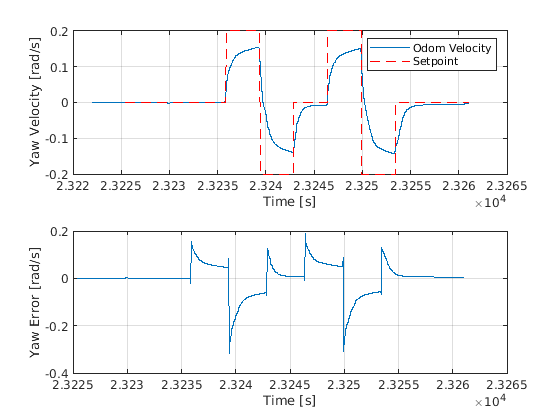 0.2
0.1
0
-0.1
-0.2
Yaw Velocity [rad/s]
Odom Velocity
Setpoint
2.322 2.3225 2.323 2.3235 2.324 2.3245 2.325 2.3255 2.326 2.3265
Time [s]
×10⁴
0.2
0
-0.2
-0.4
Yaw Error [rad/s]
2.3225 2.323 2.3235 2.324 2.3245 2.325 2.3255 2.326 2.3265
Time [s]
×10⁴